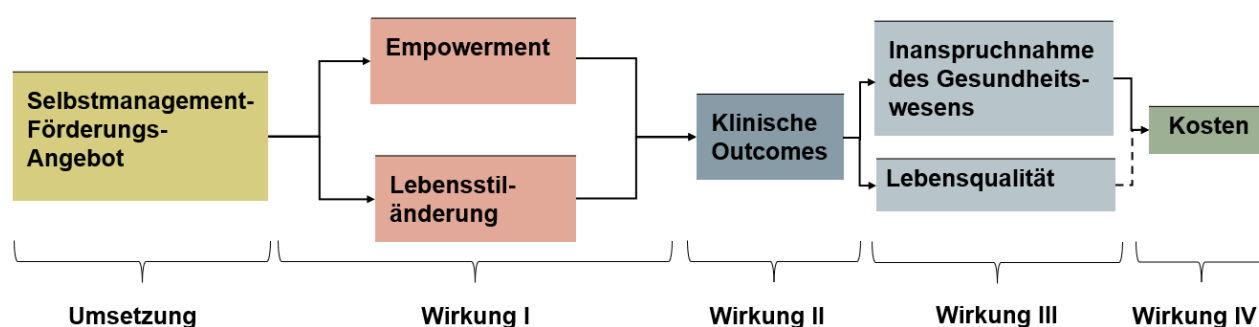 Selbstmanagement-
Förderungs-
Angebot
Empowerment
Lebensstil-
änderung
Klinische
Outcomes
Inanspruchnahme
des Gesundheits-
wesens
Lebensqualität
Kosten
Umsetzung
Wirkung I
Wirkung II
Wirkung III
Wirkung IV